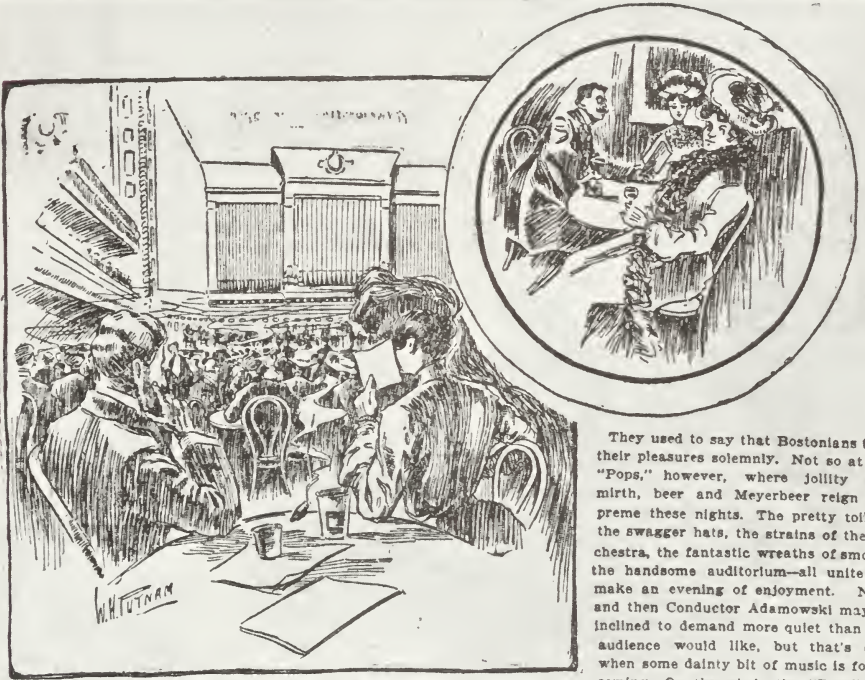 W.H. PUTNAM
They used to say that Bostonians
their pleasures solemnly. Not so at
"Pops," however, where jollity
mirth, beer and Meyerbeer reign
preme these nights. The pretty
the swagger hats, the strains of the
chestra, the fantastic wreaths of
the handsome auditorium—all unite
make an evening of enjoyment.
and then Conductor Adamowski may
inclined to demand more quiet than
audience would like, but that's
when some dainty bit of music is